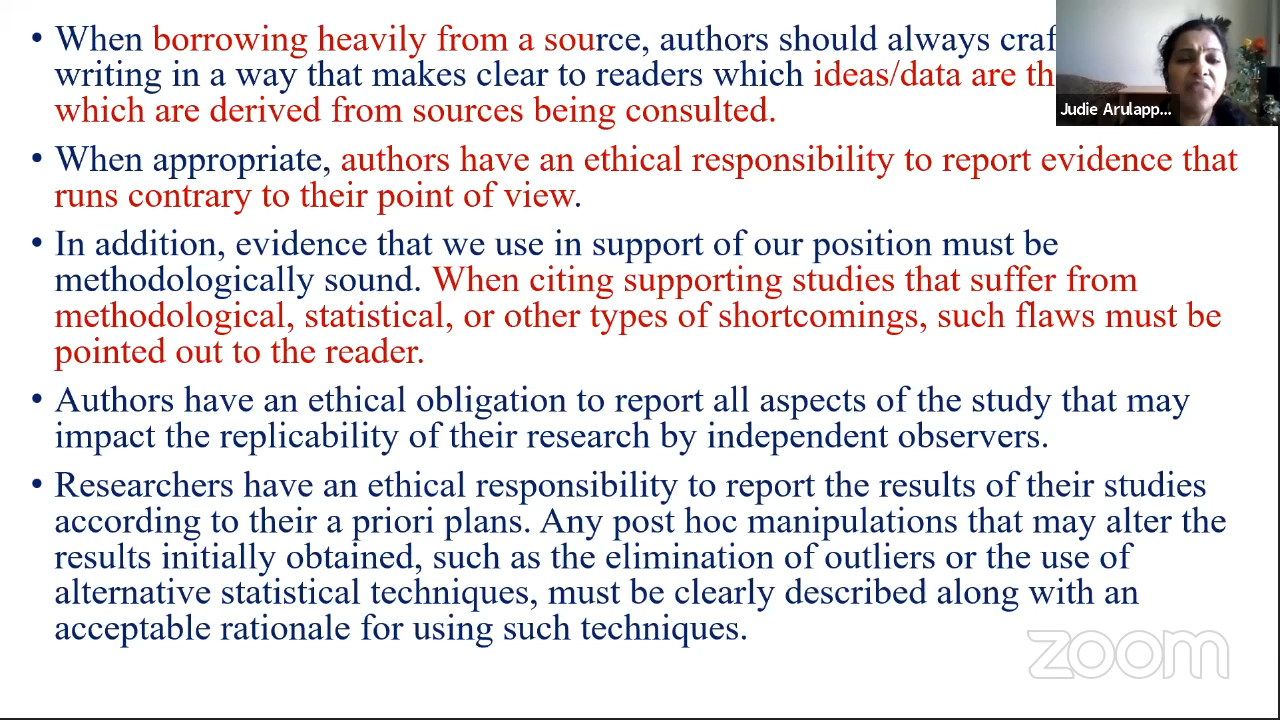 • When borrowing heavily from a source, authors should always craf
writing in a way that makes clear to readers which ideas/data are th
which are derived from sources being consulted.
• When appropriate, authors have an ethical responsibility to report evidence that
runs contrary to their point of view.
• In addition, evidence that we use in support of our position must be
methodologically sound. When citing supporting studies that suffer from
methodological, statistical, or other types of shortcomings, such flaws must be
pointed out to the reader.
• Authors have an ethical obligation to report all aspects of the study that may
impact the replicability of their research by independent observers.
• Researchers have an ethical responsibility to report the results of their studies
according to their a priori plans. Any post hoc manipulations that may alter the
results initially obtained, such as the elimination of outliers or the use of
alternative statistical techniques, must be clearly described along with an
acceptable rationale for using such techniques.
Judie Arulapp...
zoom